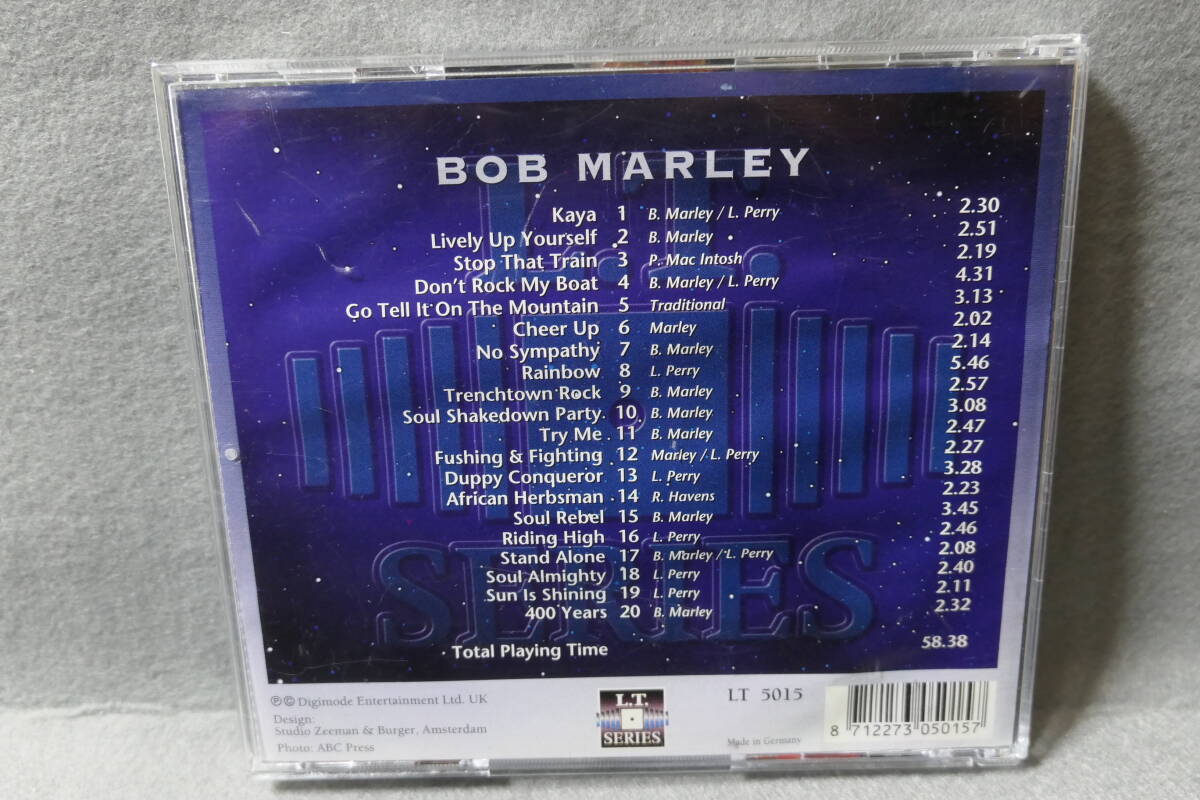 BOB MARLEY
Kaya 1 B. Marley / L. Perry 2.30
Lively Up Yourself 2 B. Marley 2.51
Stop That Train 3 P. Mac Intosh 2.19
Don't Rock My Boat 4 B. Marley / L. Perry 4.31
Go Tell It On The Mountain 5 Traditional 3.13
Cheer Up 6 Marley 2.02
No Sympathy 7 B. Marley 2.14
Rainbow 8 L. Perry 5.46
Trenchtown Rock 9 B. Marley 2.57
Soul Shakedown Party 10 B. Marley 3.08
Try Me 11 B. Marley 2.47
Fushing & Fighting 12 Marley / L. Perry 2.27
Duppy Conqueror 13 L. Perry 3.28
African Herbsman 14 R. Havens 2.23
Soul Rebel 15 B. Marley 3.45
Riding High 16 L. Perry 2.46
Stand Alone 17 B. Marley / L. Perry 2.08
Soul Almighty 18 L. Perry 2.40
Sun Is Shining 19 L. Perry 2.11
400 Years 20 B. Marley 2.32
Total Playing Time 58.38
L.T.
SERIES
℗© Digimode Entertainment Ltd. UK
Design:
Studio Zeeman & Burger, Amsterdam
Photo: ABC Press
L.T.
SERIES
LT 5015
Made in Germany
8 712273 050157